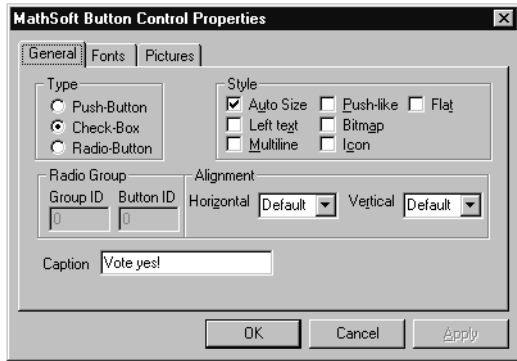 MathSoft Button Control Properties
General Fonts Pictures
Type
Push-Button
Check-Box
Radio-Button
Style
Auto Size Push-like Flat
Left text Bitmap
Multiline Icon
Radio Group
Group ID Button ID
0 0
Alignment
Horizontal Default Vertical Default
Caption Vote yes!
OK Cancel Apply